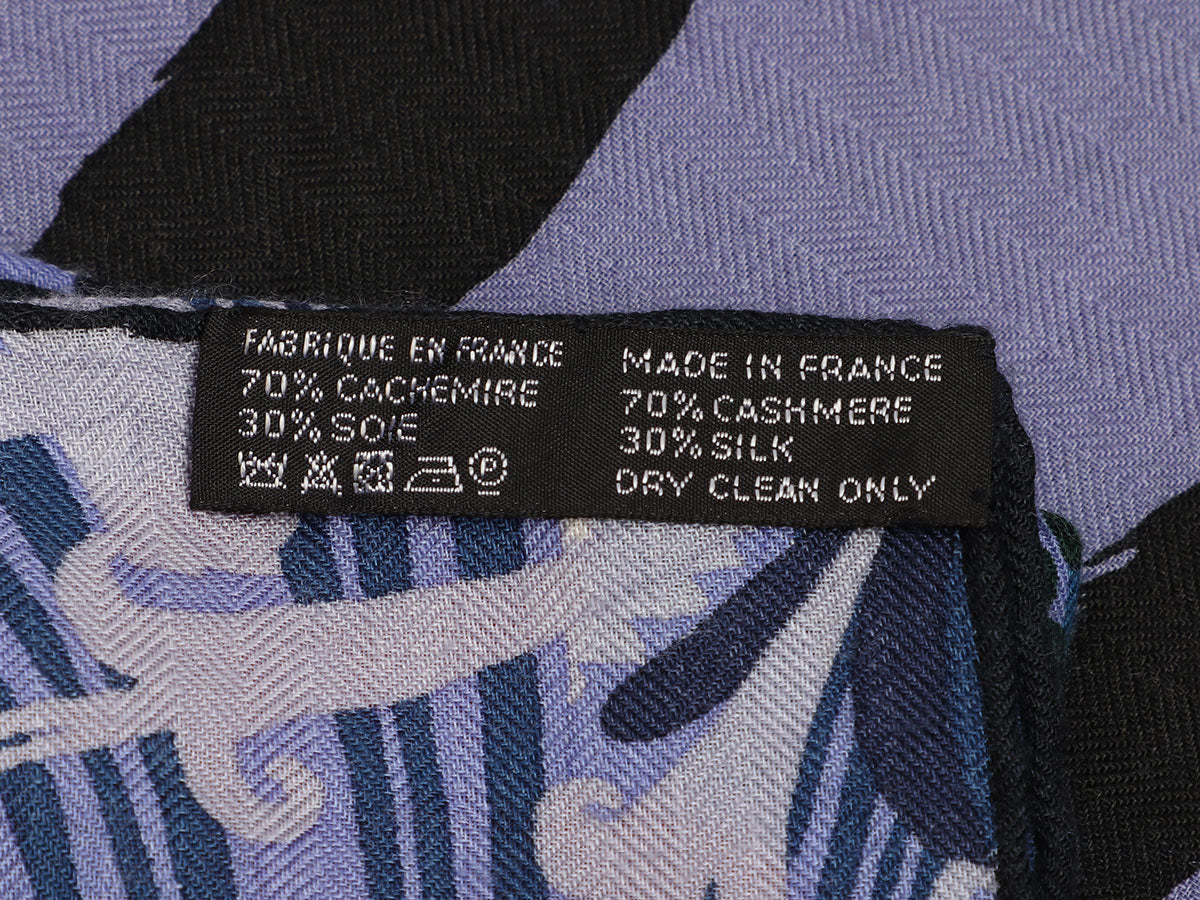 FABRIQUE EN FRANCE
70% CACHEMIRE
30% SOIE
P
MADE IN FRANCE
70% CASHMERE
30% SILK
DRY CLEAN ONLY